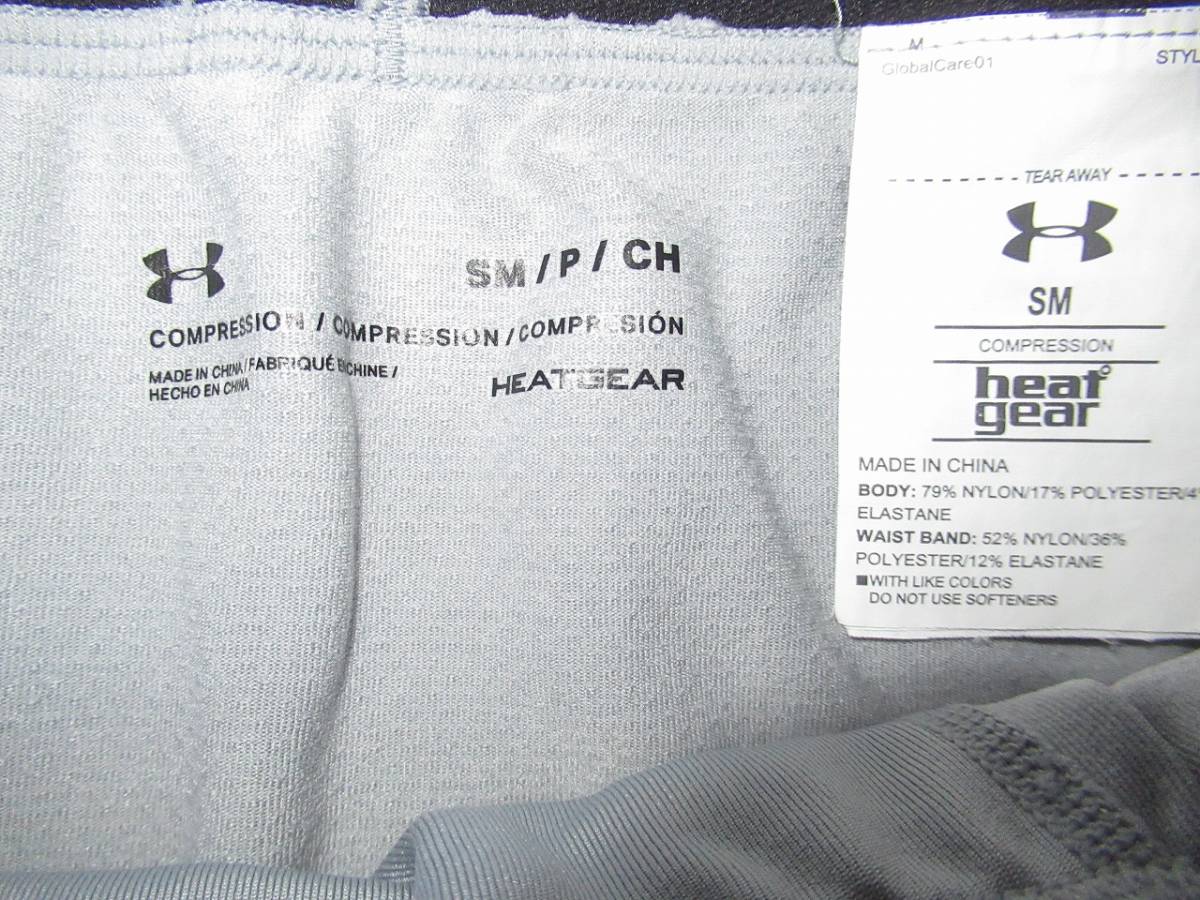 SM / P / CH
COMPRESSION / COMPRESSION / COMPRESIÓN
MADE IN CHINA / FABRIQUÉ EN CHINE /
HECHO EN CHINA
HEATGEAR
M
GlobalCare01
STYL
TEAR AWAY
SM
COMPRESSION
heat
gear
MADE IN CHINA
BODY: 79% NYLON/17% POLYESTER/4
ELASTANE
WAIST BAND: 52% NYLON/36%
POLYESTER/12% ELASTANE
WITH LIKE COLORS
DO NOT USE SOFTENERS